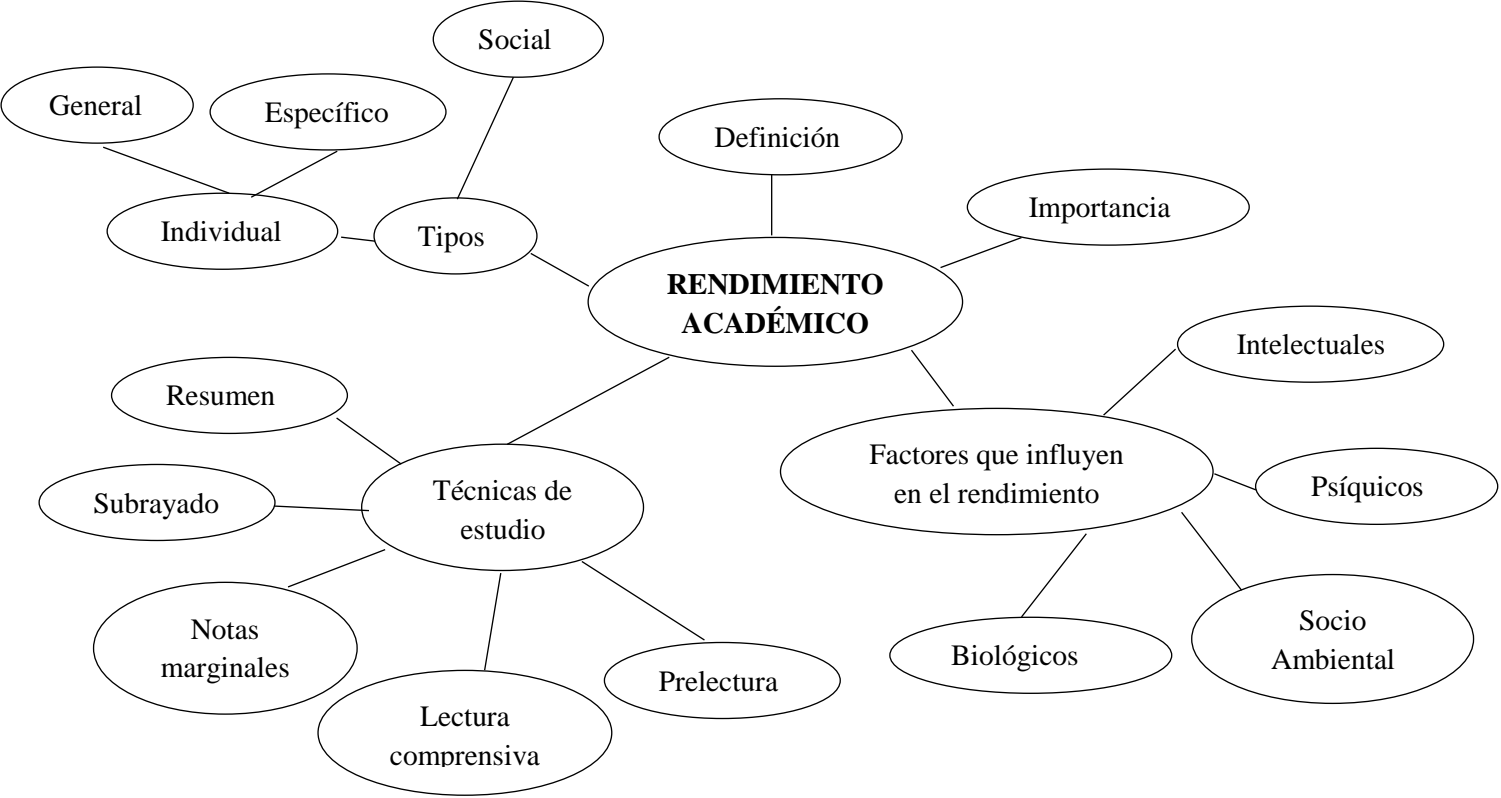 Social
General
Específico
Definición
Importancia
Individual
Tipos
RENDIMIENTO
ACADÉMICO
Intelectuales
Resumen
Factores que influyen
en el rendimiento
Técnicas de
estudio
Psíquicos
Subrayado
Notas
marginales
Socio
Ambiental
Biológicos
Prelectura
Lectura
comprensiva